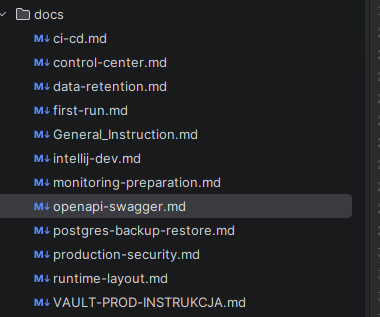 docs
M↓ ci-cd.md
M↓ control-center.md
M↓ data-retention.md
M↓ first-run.md
M↓ General_Instruction.md
M↓ intellij-dev.md
M↓ monitoring-preparation.md
M↓ openapi-swagger.md
M↓ postgres-backup-restore.md
M↓ production-security.md
M↓ runtime-layout.md
M↓ VAULT-PROD-INSTRUKCJA.md